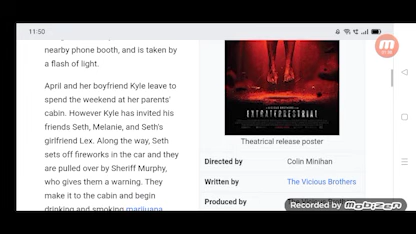 11:50
nearby phone booth, and is taken by
a flash of light.
April and her boyfriend Kyle leave to
spend the weekend at her parents'
cabin. However Kyle has invited his
friends Seth, Melanie, and Seth's
girlfriend Lex. Along the way, Seth
sets off fireworks in the car and they
are pulled over by Sheriff Murphy,
who gives them a warning. They
make it to the cabin and begin
drinking and smoking marijuana
EXTRATERRESTRIAL
Theatrical release poster
Directed by Colin Minihan
Written by The Vicious Brothers
Produced by
Recorded by Mobizen